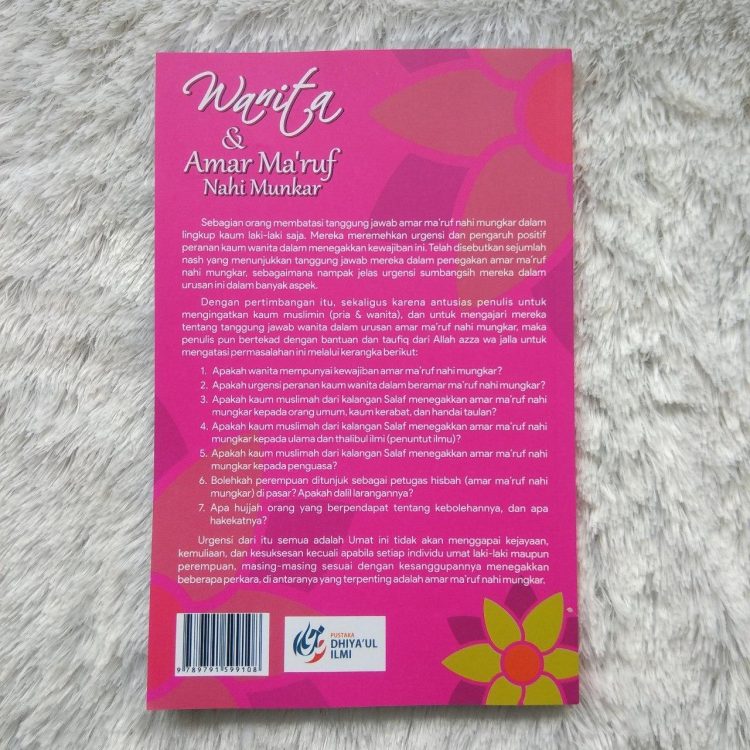 Wanita
&
Amar Ma'ruf
Nahi Munkar
Sebagian orang membatasi tanggung jawab amar ma'ruf nahi mungkar dalam
lingkup kaum laki-laki saja. Mereka meremehkan urgensi dan pengaruh positif
peranan kaum wanita dalam menegakkan kewajiban ini. Telah disebutkan sejumlah
nash yang menunjukkan tanggung jawab mereka dalam penegakan amar ma'ruf
nahi mungkar, sebagaimana nampak jelas urgensi sumbangsih mereka dalam
urusan ini dalam banyak aspek.
Dengan pertimbangan itu, sekaligus karena antusias penulis untuk
mengingatkan kaum muslimin (pria & wanita), dan untuk mengajari mereka
tentang tanggung jawab wanita dalam urusan amar ma'ruf nahi mungkar, maka
penulis pun bertekad dengan bantuan dan taufiq dari Allah azza wa jalla untuk
mengatasi permasalahan ini melalui kerangka berikut:
1. Apakah wanita mempunyai kewajiban amar ma'ruf nahi mungkar?
2. Apakah urgensi peranan kaum wanita dalam beramar ma'ruf nahi mungkar?
3. Apakah kaum muslimah dari kalangan Salaf menegakkan amar ma'ruf nahi
mungkar kepada orang umum, kaum kerabat, dan handai taulan?
4. Apakah kaum muslimah dari kalangan Salaf menegakkan amar ma'ruf nahi
mungkar kepada ulama dan thalibul ilmi (penuntut ilmu)?
5. Apakah kaum muslimah dari kalangan Salaf menegakkan amar ma'ruf nahi
mungkar kepada penguasa?
6. Bolehkah perempuan ditunjuk sebagai petugas hisbah (amar ma'ruf nahi
mungkar) di pasar? Apakah dalil larangannya?
7. Apa hujjah orang yang berpendapat tentang kebolehannya, dan apa
hakekatnya?
Urgensi dari itu semua adalah Umat ini tidak akan menggapai kejayaan,
kemuliaan, dan kesuksesan kecuali apabila setiap individu umat laki-laki maupun
perempuan, masing-masing sesuai dengan kesanggupannya menegakkan
beberapa perkara, di antaranya yang terpenting adalah amar ma'ruf nahi mungkar.
9 789791 599108
PUSTAKA
DHIYA'UL
ILMI